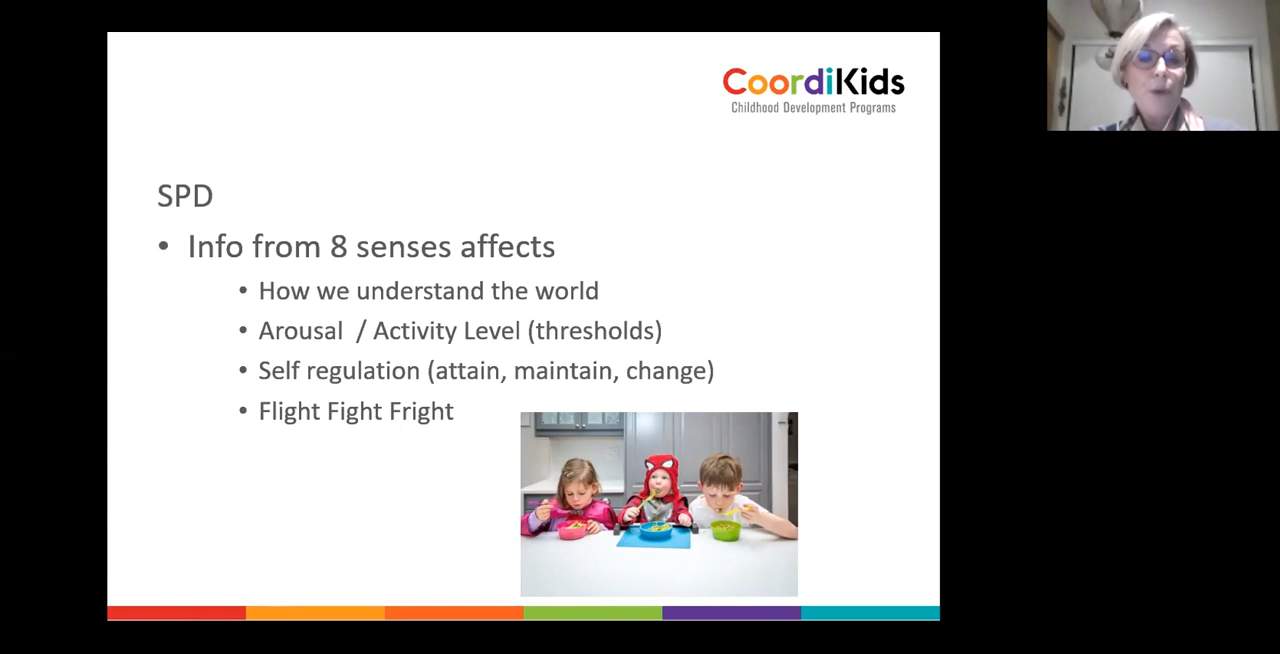 CoordiKids
Childhood Development Programs
SPD
• Info from 8 senses affects
• How we understand the world
• Arousal / Activity Level (thresholds)
• Self regulation (attain, maintain, change)
• Flight Fight Fright